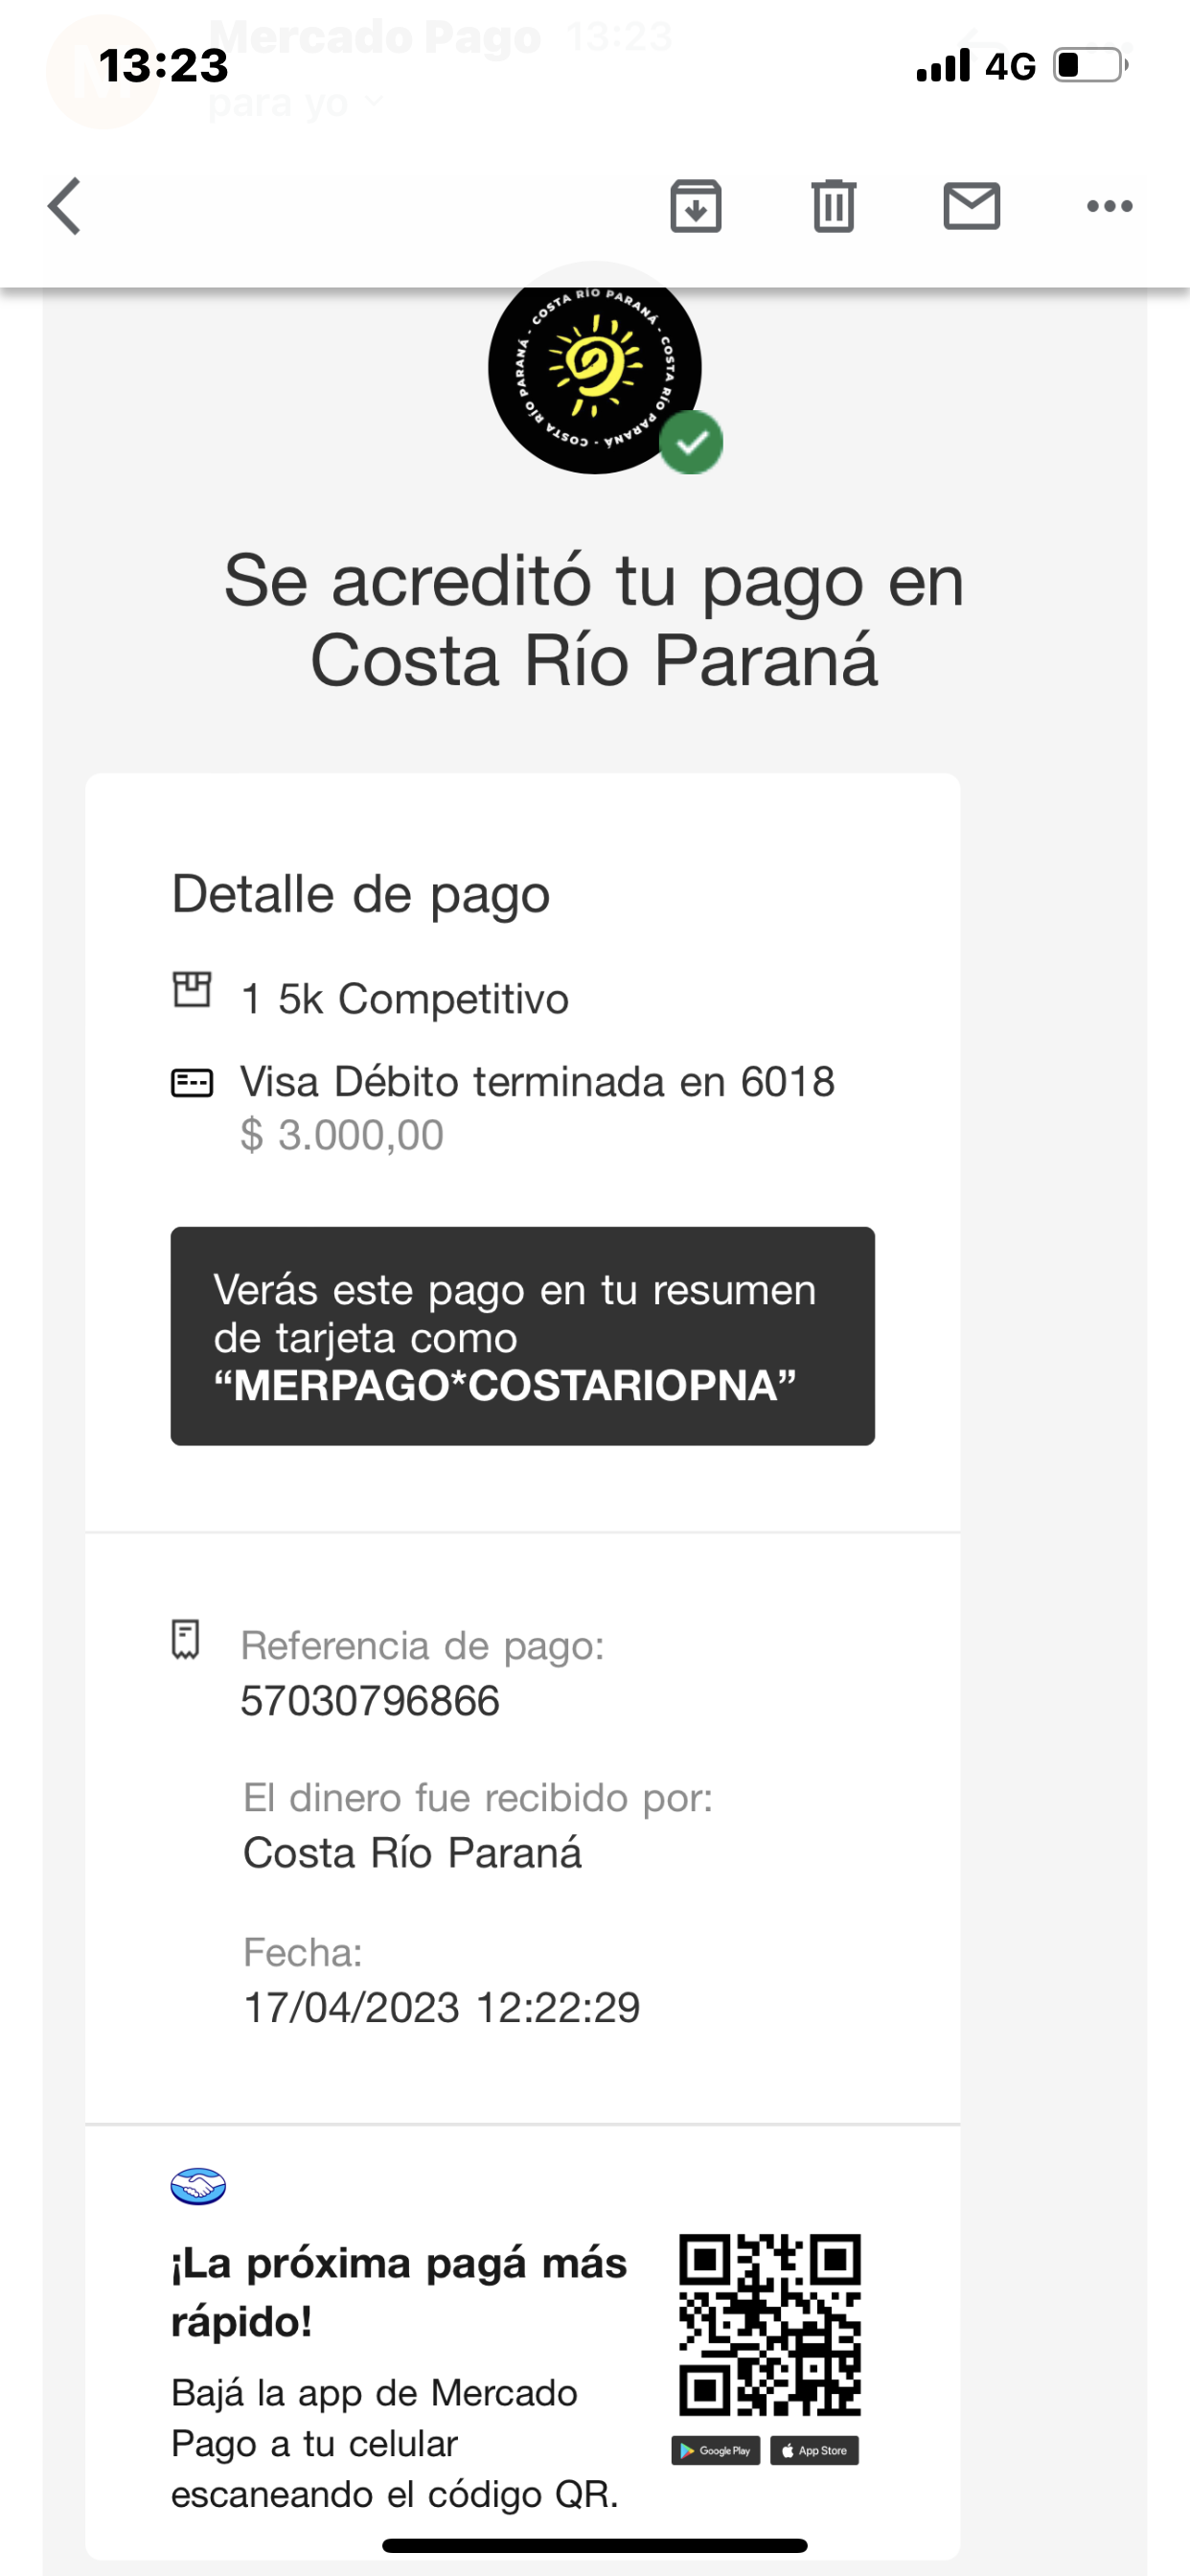 Mercado Pago 13:23
13:23
4G
para yo
COSTA RÍO PARANÁ - COSTA RÍO PARANÁ - COSTA RÍO PARANÁ -
Se acreditó tu pago en
Costa Río Paraná
Detalle de pago
1 5k Competitivo
Visa Débito terminada en 6018
$ 3.000,00
Verás este pago en tu resumen
de tarjeta como
“MERPAGO*COSTARIOPNA”
Referencia de pago:
57030796866
El dinero fue recibido por:
Costa Río Paraná
Fecha:
17/04/2023 12:22:29
¡La próxima pagá más
rápido!
Bajá la app de Mercado
Pago a tu celular
escaneando el código QR.
Google Play
App Store